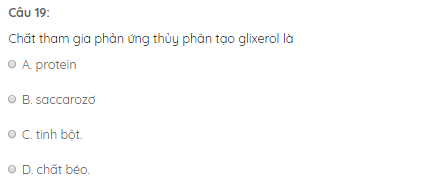 Câu 19:
Chất tham gia phản ứng thủy phân tạo glixerol là
A. protein
B. saccarozơ
C. tinh bột.
D. chất béo.